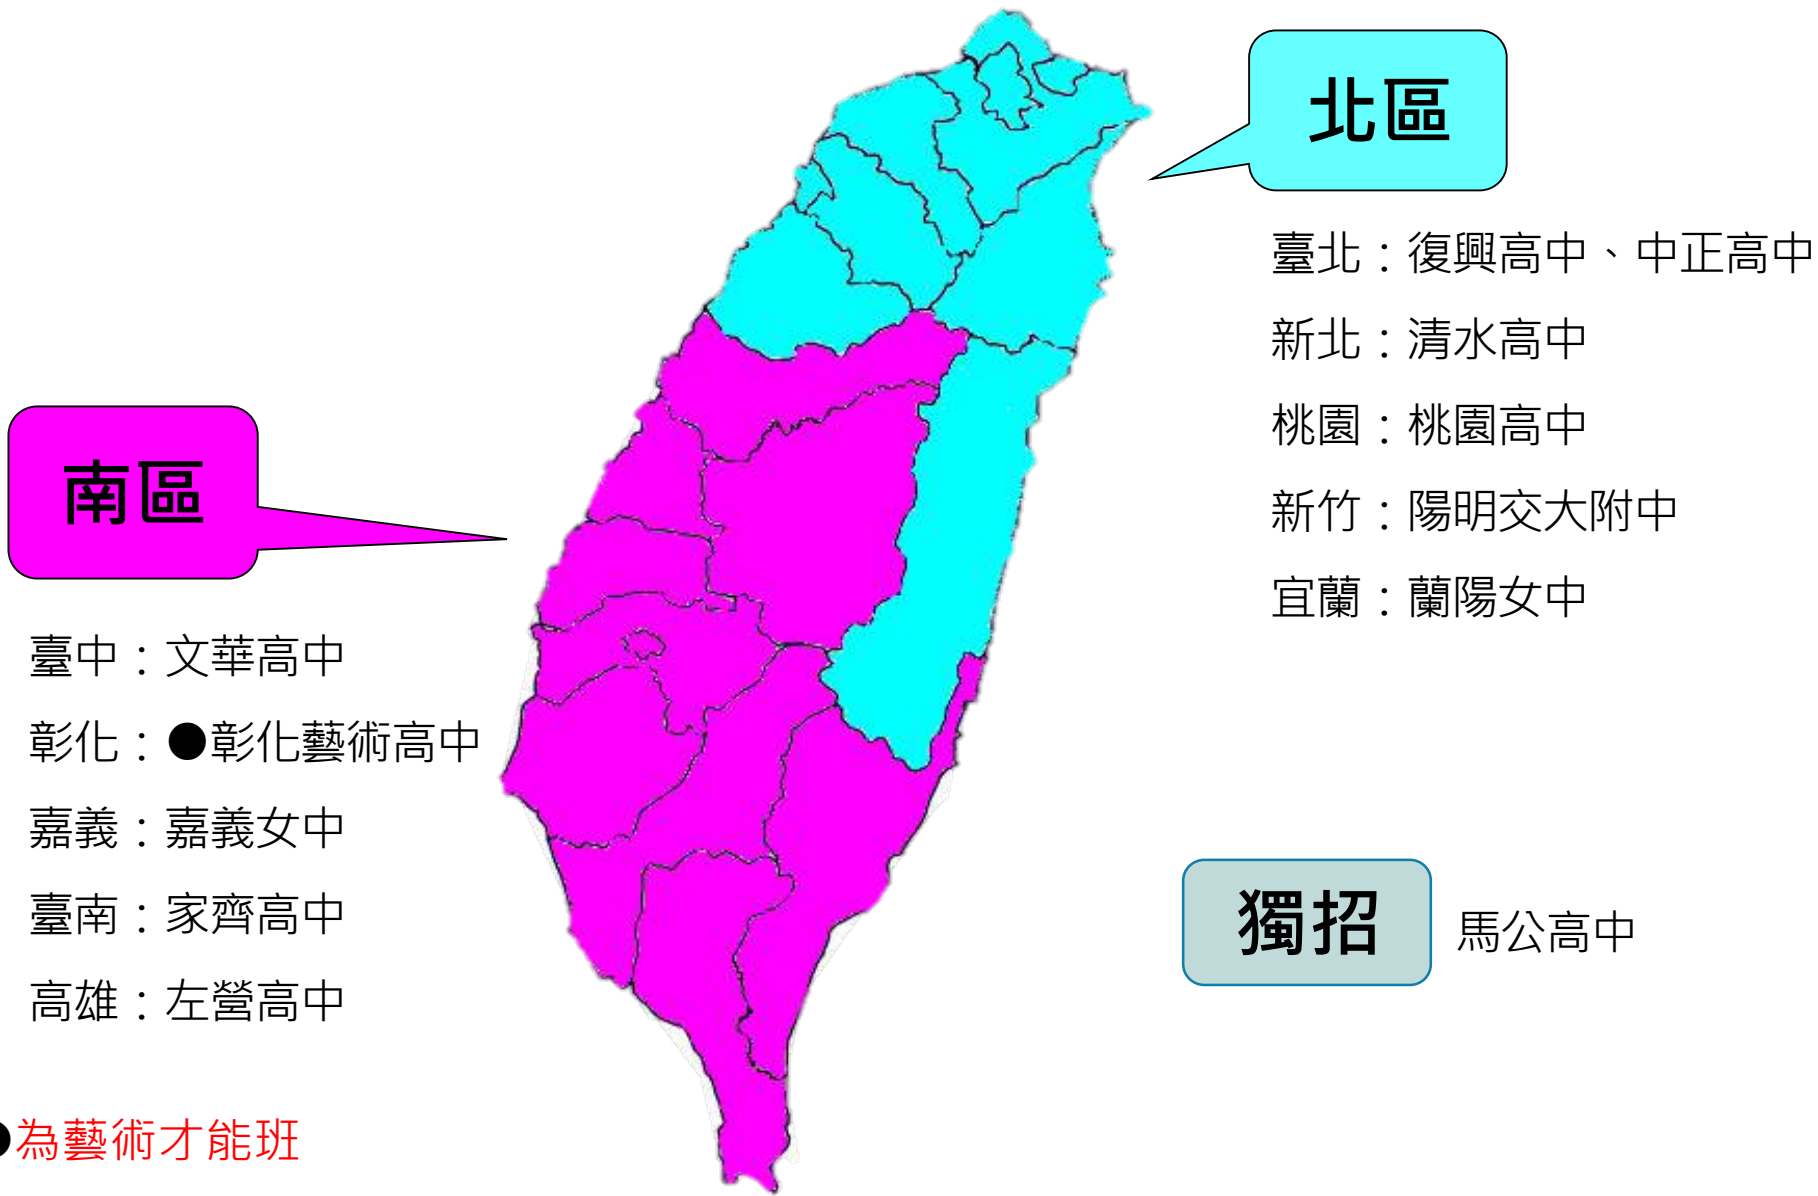 北區
臺北：復興高中、中正高中
新北：清水高中
桃園：桃園高中
新竹：陽明交大附中
宜蘭：蘭陽女中
南區
臺中：文華高中
彰化：●彰化藝術高中
嘉義：嘉義女中
臺南：家齊高中
高雄：左營高中
獨招
馬公高中
●為藝術才能班